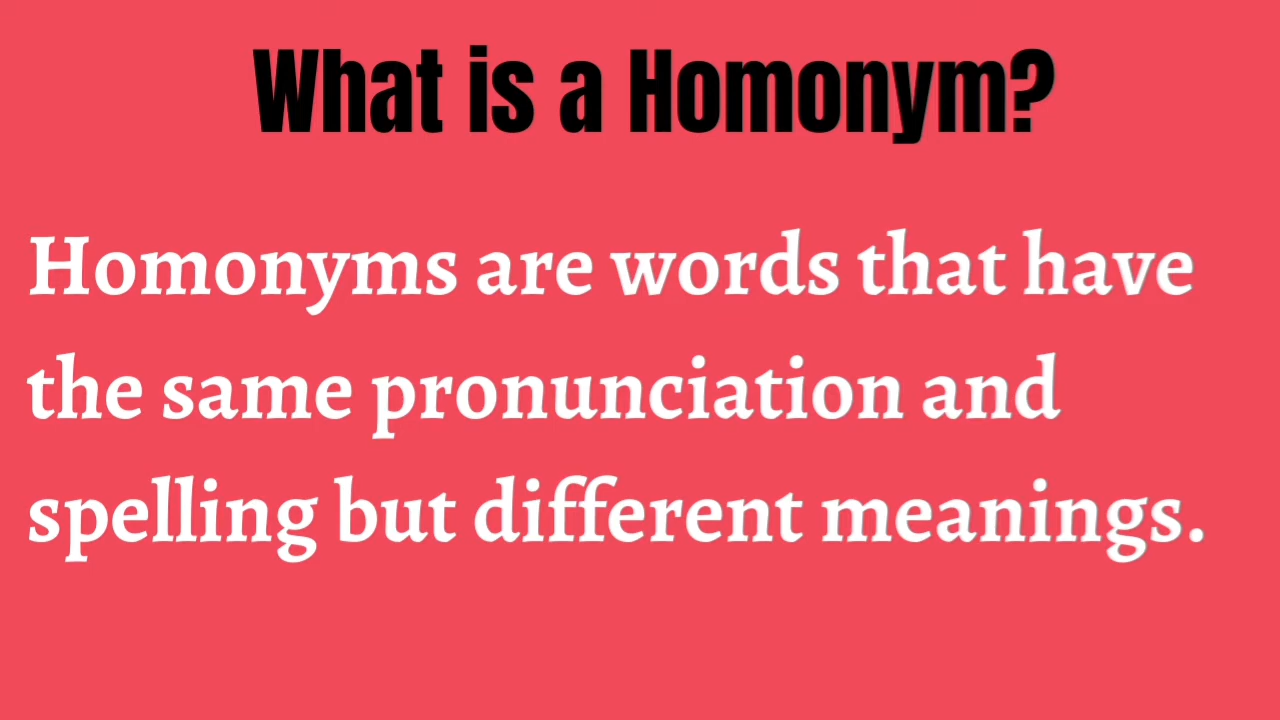 What is a Homonym?
Homonyms are words that have
the same pronunciation and
spelling but different meanings.